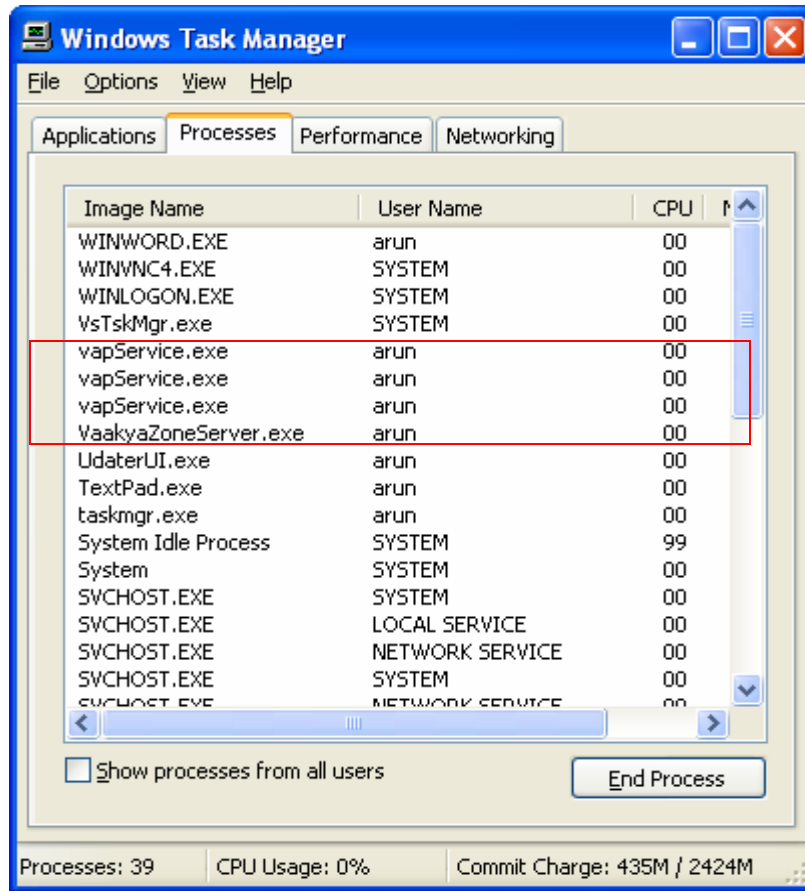 Windows Task Manager
File Options View Help
Applications Processes Performance Networking
Image Name User Name CPU
WINWORD.EXE arun 00
WINVNC4.EXE SYSTEM 00
WINLOGON.EXE SYSTEM 00
VsTskMgr.exe SYSTEM 00
vapService.exe arun 00
vapService.exe arun 00
vapService.exe arun 00
VaakyaZoneServer.exe arun 00
UdaterUI.exe arun 00
TextPad.exe arun 00
taskmgr.exe arun 00
System Idle Process SYSTEM 99
System SYSTEM 00
SVCHOST.EXE SYSTEM 00
SVCHOST.EXE LOCAL SERVICE 00
SVCHOST.EXE NETWORK SERVICE 00
SVCHOST.EXE SYSTEM 00
SVCHOST.EXE NETWORK SERVICE 00
Show processes from all users End Process
Processes: 39 CPU Usage: 0% Commit Charge: 435M / 2424M